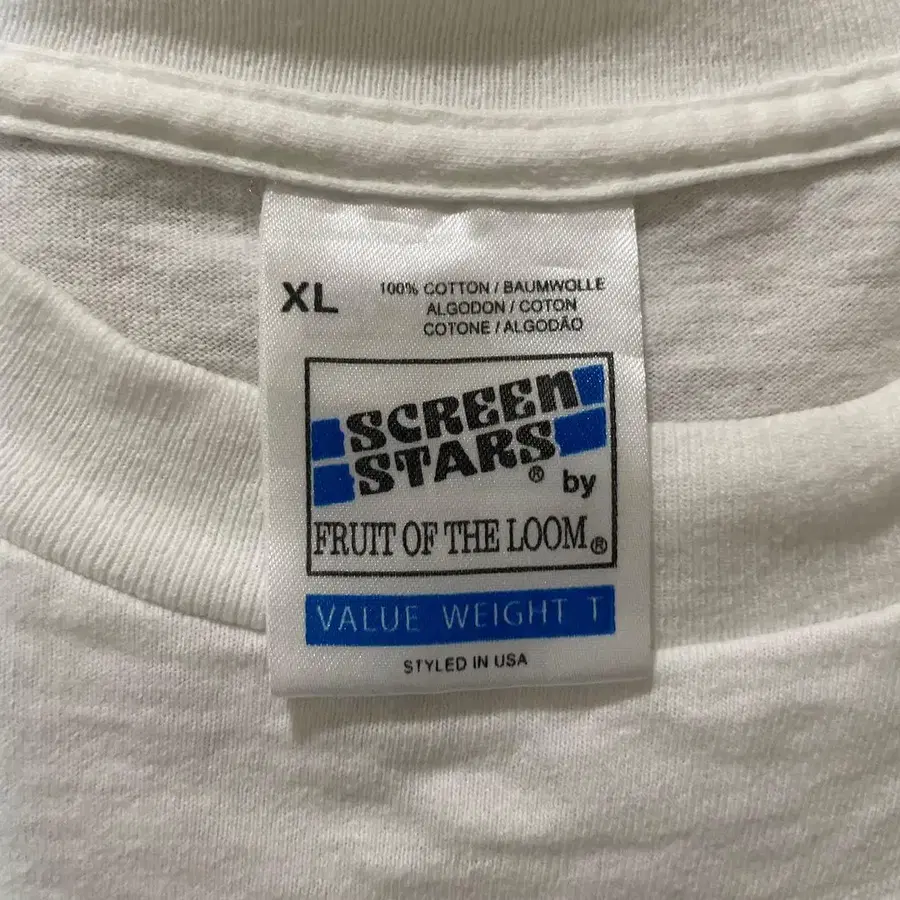 XL
100% COTTON / BAUMWOLLE
ALGODON / COTON
COTONE / ALGODÃO
SCREEN
STARS® by
FRUIT OF THE LOOM®
VALUE WEIGHT T
STYLED IN USA